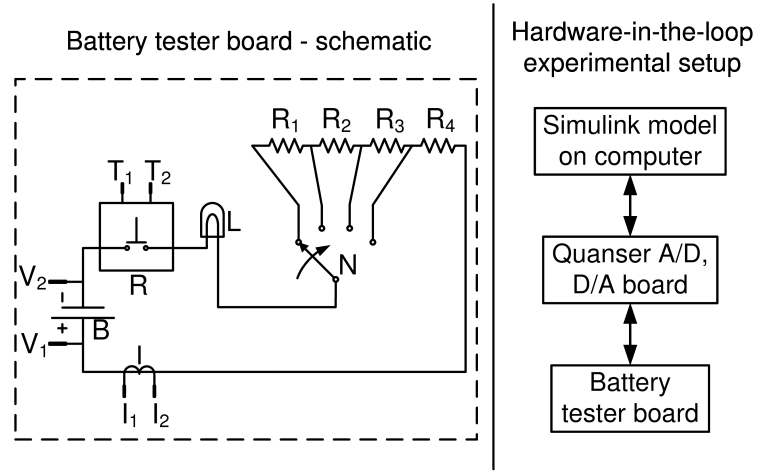 Battery tester board - schematic
R1 R2 R3 R4
T1 T2
L
N
R
V2
-
+
B
V1
I
I1 I2
Hardware-in-the-loop
experimental setup
Simulink model
on computer
Quanser A/D,
D/A board
Battery
tester board